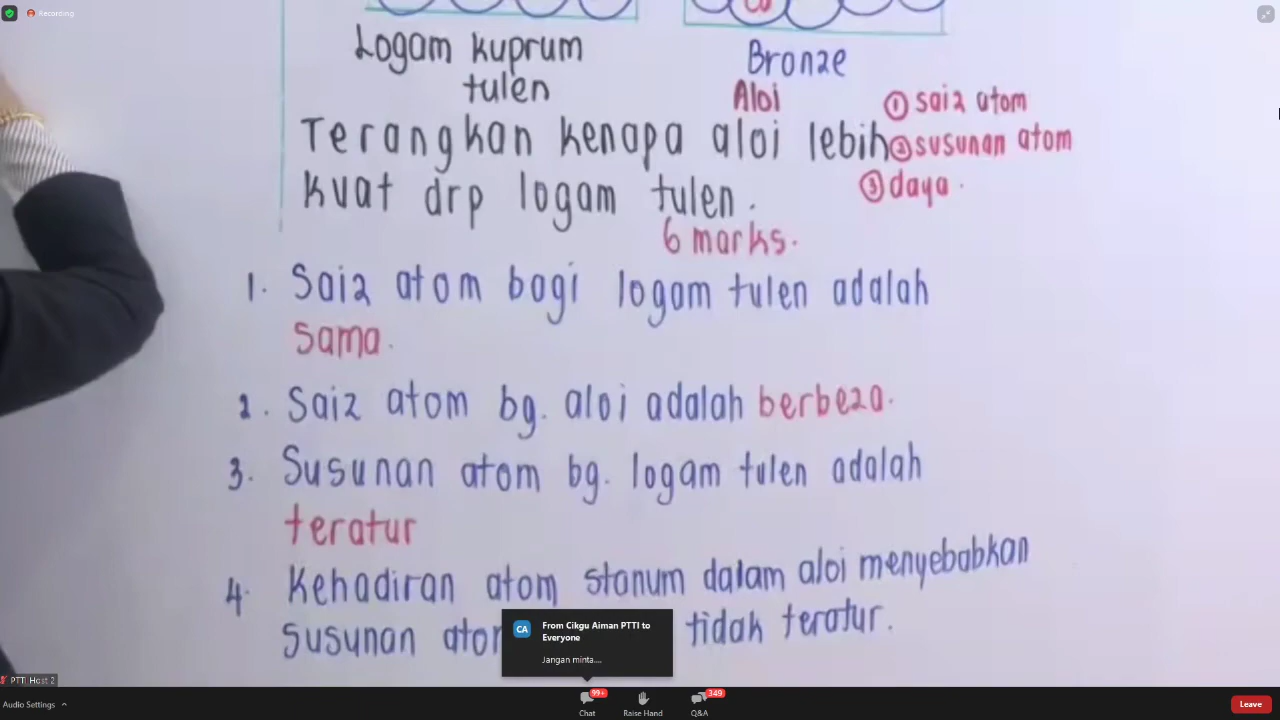 Recording
Logam kuprum
tulen
Bronze
Aloi
Terangkan kenapa aloi lebih
kuat drp logam tulen.
① saiz atom
② susunan atom
③ daya.
6 marks.
1. Saiz atom bagi logam tulen adalah
sama.
2. Saiz atom bg. aloi adalah berbeza.
3. Susunan atom bg. logam tulen adalah
teratur
4. Kehadiran atom stanum dalam aloi menyebabkan
susunan tidak teratur.
CA
From Cikgu Aiman PTTI to
Everyone
Jangan minta....
PTTI Host 2
Audio Settings
99+
Chat
Raise Hand
349
Q&A
Leave